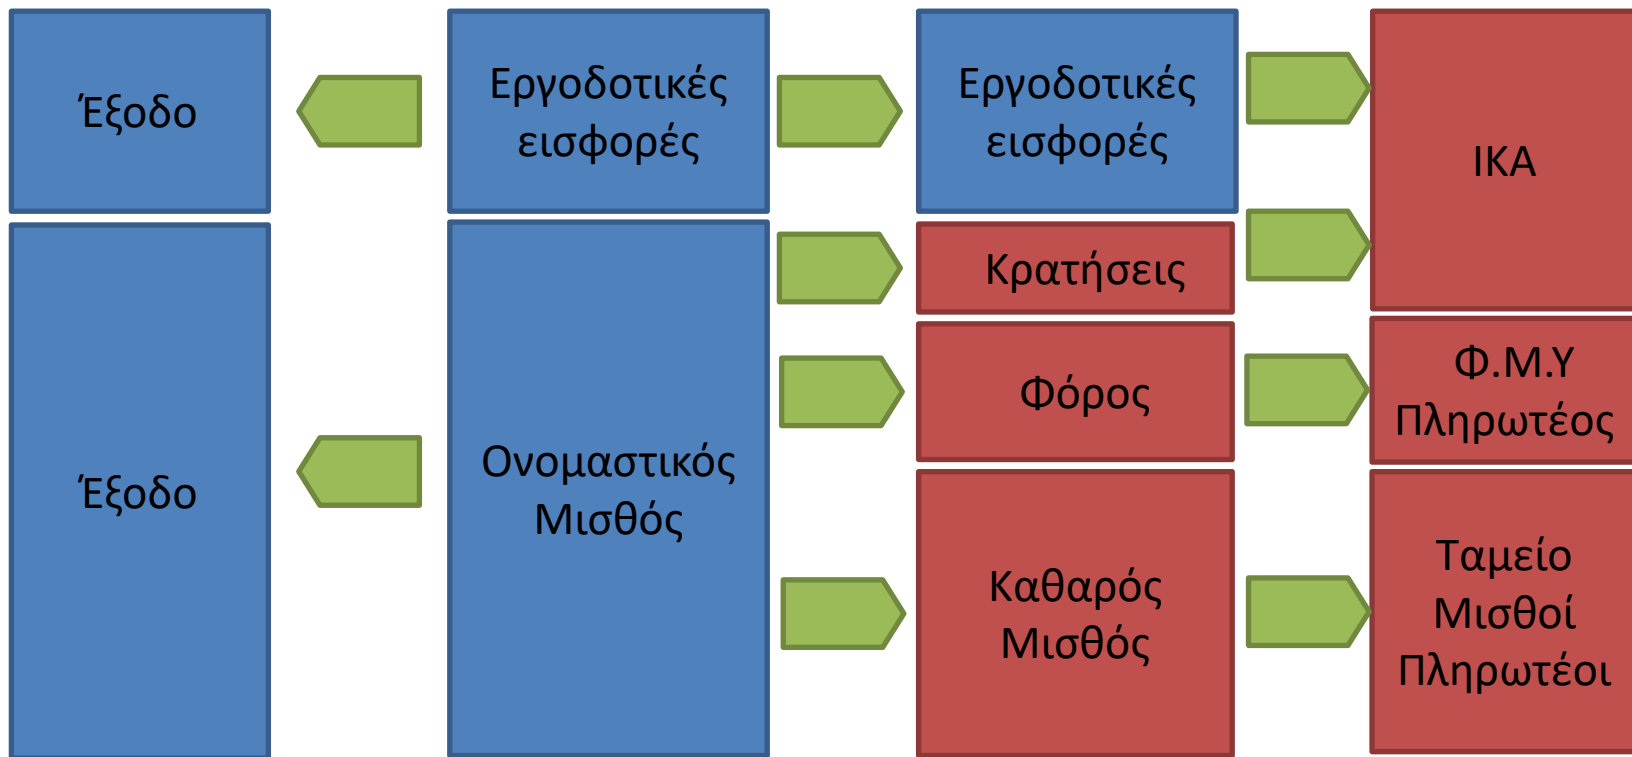 Έξοδο
Εργοδοτικές
εισφορές
Εργοδοτικές
εισφορές
ΙΚΑ
Κρατήσεις
Φόρος
Φ.Μ.Υ
Πληρωτέος
Έξοδο
Ονομαστικός
Μισθός
Καθαρός
Μισθός
Ταμείο
Μισθοί
Πληρωτέοι